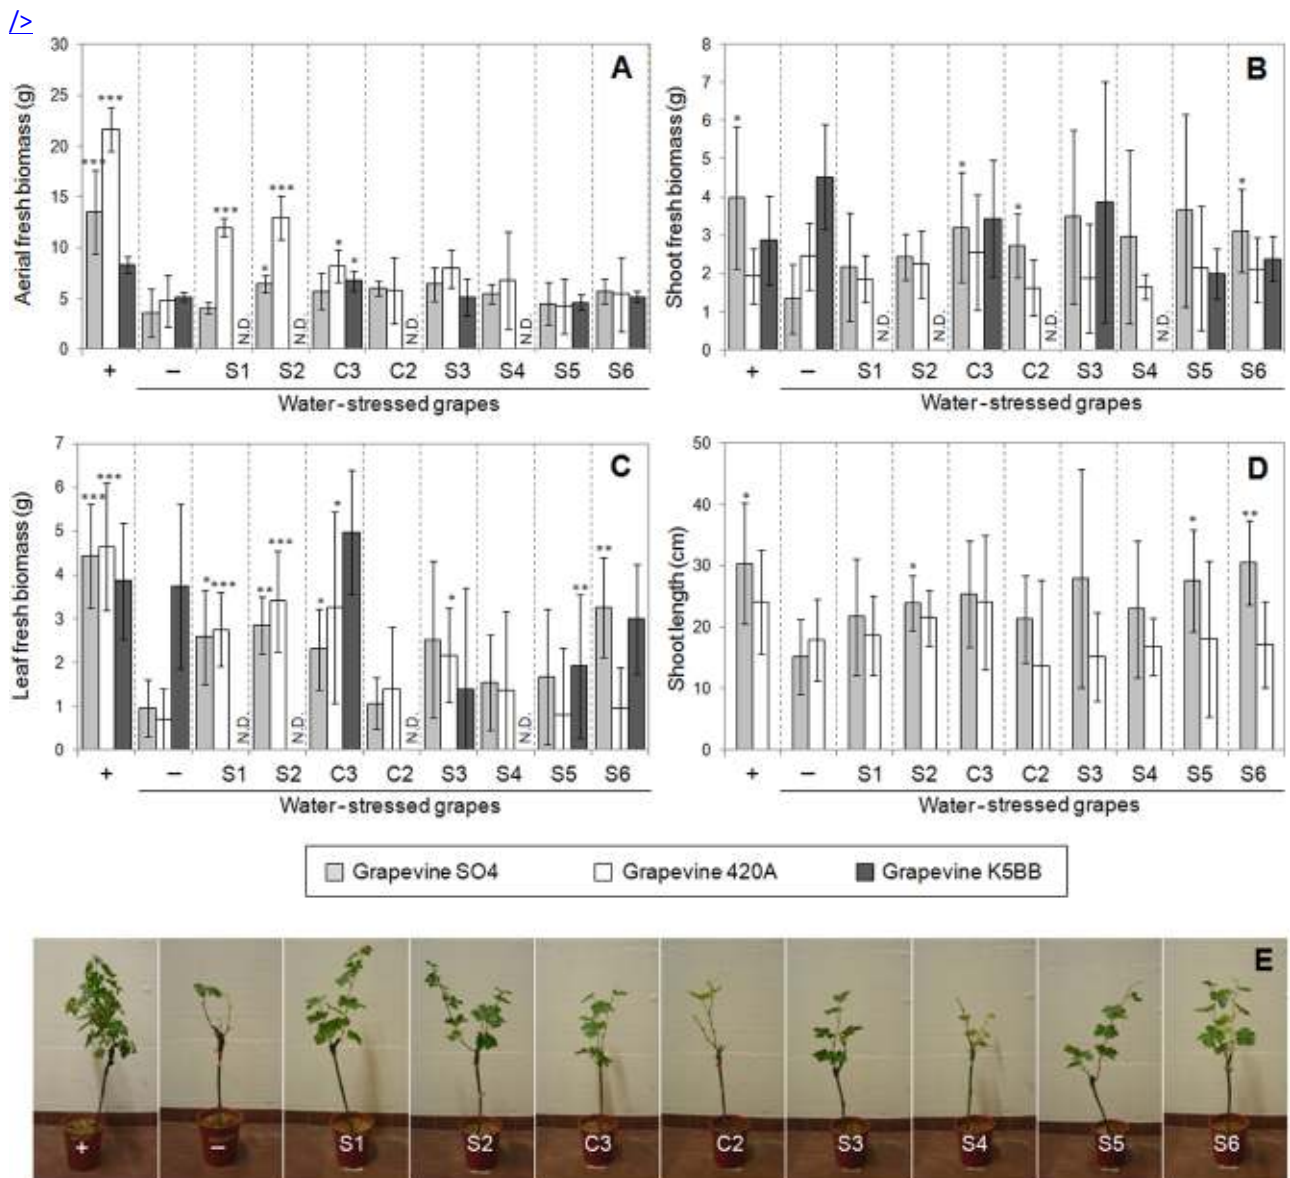 />
A
Aerial fresh biomass (g)
30
25
20
15
10
5
0
*** *** *** * *** * *
N.D. N.D. N.D. N.D.
+ − S1 S2 C3 C2 S3 S4 S5 S6
Water-stressed grapes
B
Shoot fresh biomass (g)
8
7
6
5
4
3
2
1
0
* * * *
N.D. N.D. N.D. N.D.
+ − S1 S2 C3 C2 S3 S4 S5 S6
Water-stressed grapes
C
Leaf fresh biomass (g)
7
6
5
4
3
2
1
0
*** *** * *** ** *** * * * ** **
N.D. N.D. N.D. N.D.
+ − S1 S2 C3 C2 S3 S4 S5 S6
Water-stressed grapes
D
Shoot length (cm)
50
40
30
20
10
0
* * * **
+ − S1 S2 C3 C2 S3 S4 S5 S6
Water-stressed grapes
Grapevine SO4 Grapevine 420A Grapevine K5BB
E
+ − S1 S2 C3 C2 S3 S4 S5 S6